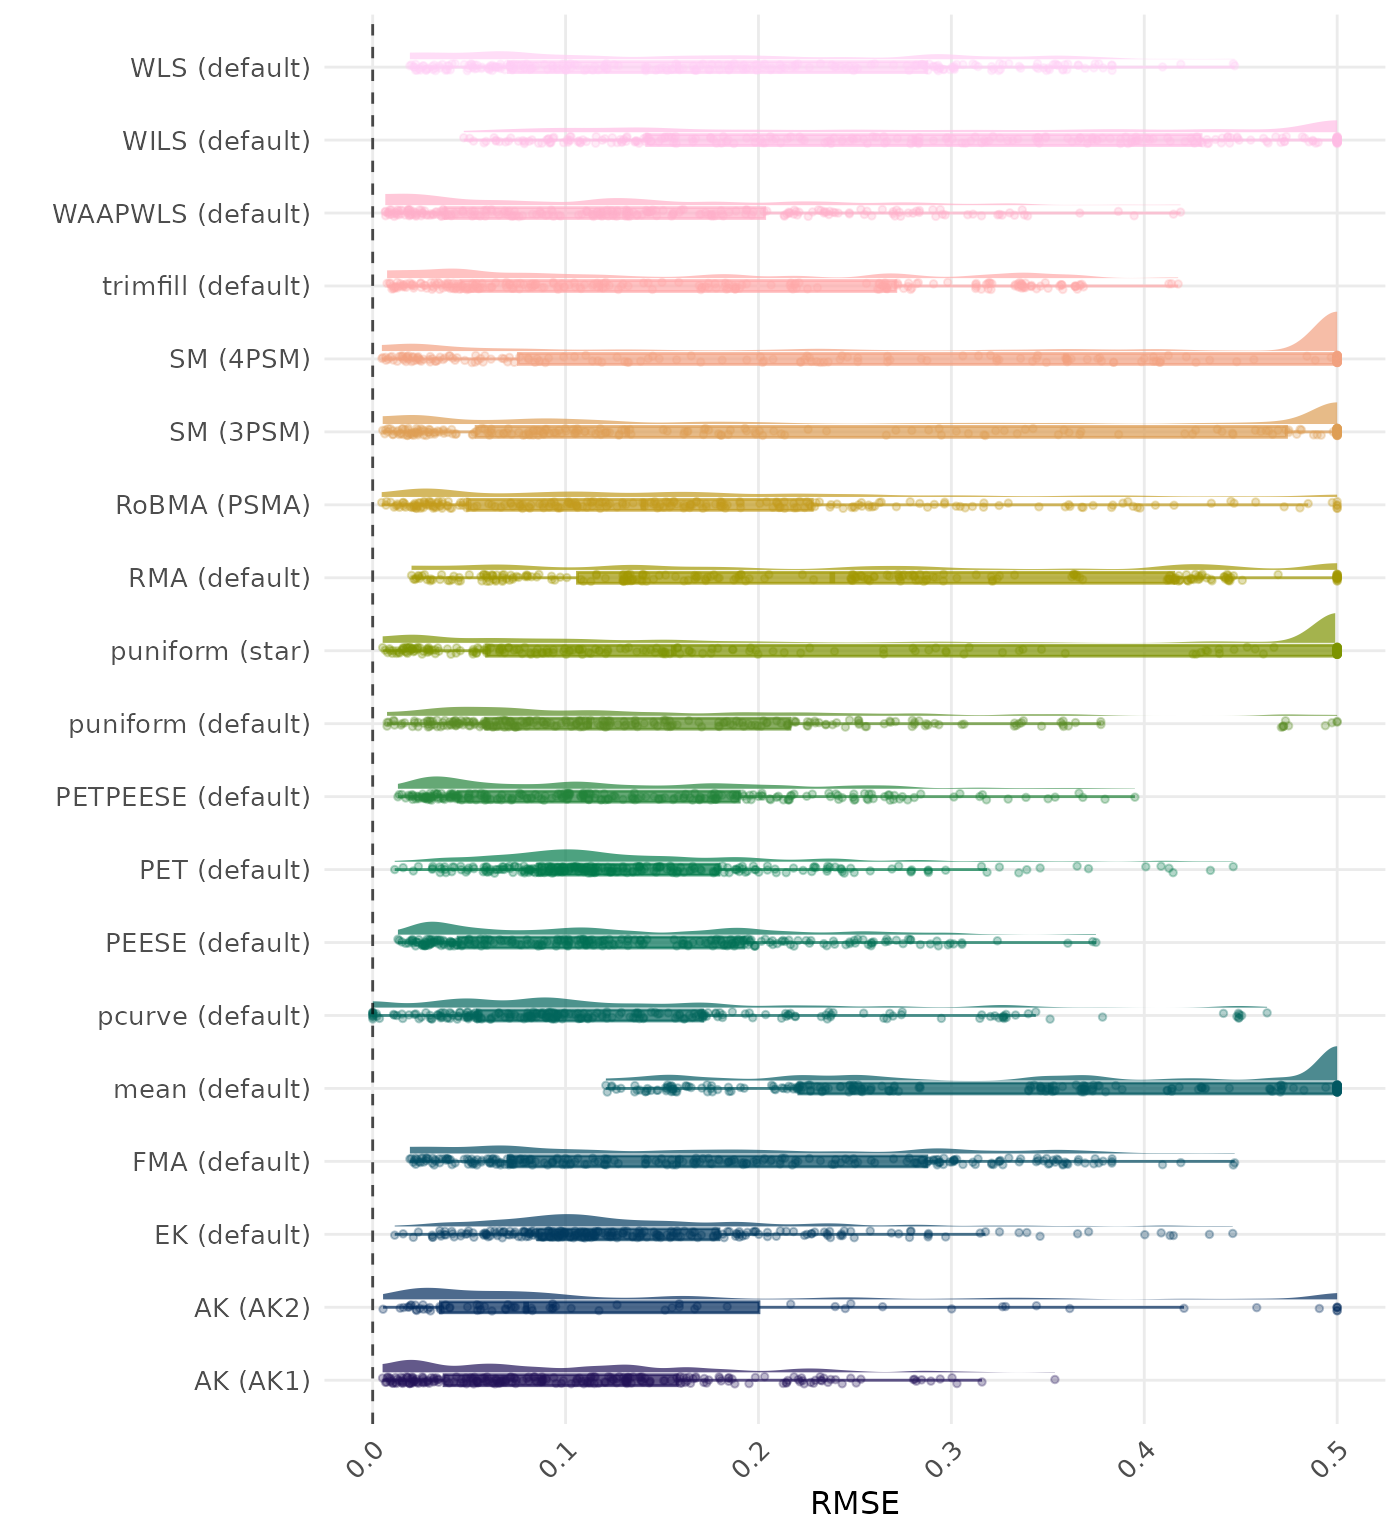 WLS (default)
WILS (default)
WAAPWLS (default)
trimfill (default)
SM (4PSM)
SM (3PSM)
RoBMA (PSMA)
RMA (default)
puniform (star)
puniform (default)
PETPEESE (default)
PET (default)
PEESE (default)
pcurve (default)
mean (default)
FMA (default)
EK (default)
AK (AK2)
AK (AK1)
0.0 0.1 0.2 0.3 0.4 0.5
RMSE